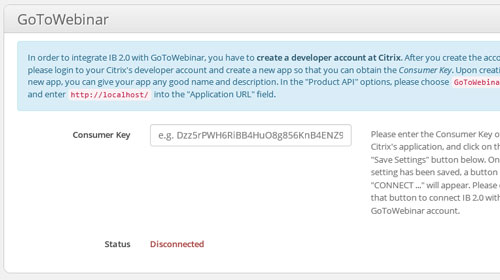 GoToWebinar
In order to integrate IB 2.0 with GoToWebinar, you have to create a developer account at Citrix. After you create the acco
please login to your Citrix's developer account and create a new app so that you can obtain the Consumer Key. Upon creati
new app, you can give your app any good name and description. In the "Product API" options, please choose GoToWebina
and enter http://localhost/ into the "Application URL" field.
Consumer Key
e.g. Dzz5rPWH6RiBB4HuO8g856KnB4ENZ9
Please enter the Consumer Key o
Citrix's application, and click on th
"Save Settings" button below. On
setting has been saved, a button
"CONNECT ..." will appear. Please
that button to connect IB 2.0 with
GoToWebinar account.
Status
Disconnected